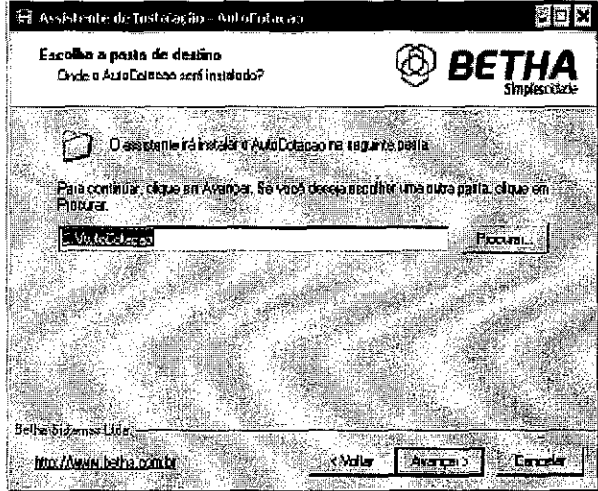 Assistente de Instalação - AutoCotacao
Escolha a pasta de destino
Onde o AutoCotacao será instalado?
BETHA
Simplescidade
O assistente irá instalar o AutoCotacao na seguinte pasta.
Para continuar, clique em Avançar. Se você deseja escolher uma outra pasta, clique em
Procurar.
Procurar...
Betha Sistemas Ltda.
http://www.betha.com.br
< Voltar
Avançar >
Cancelar